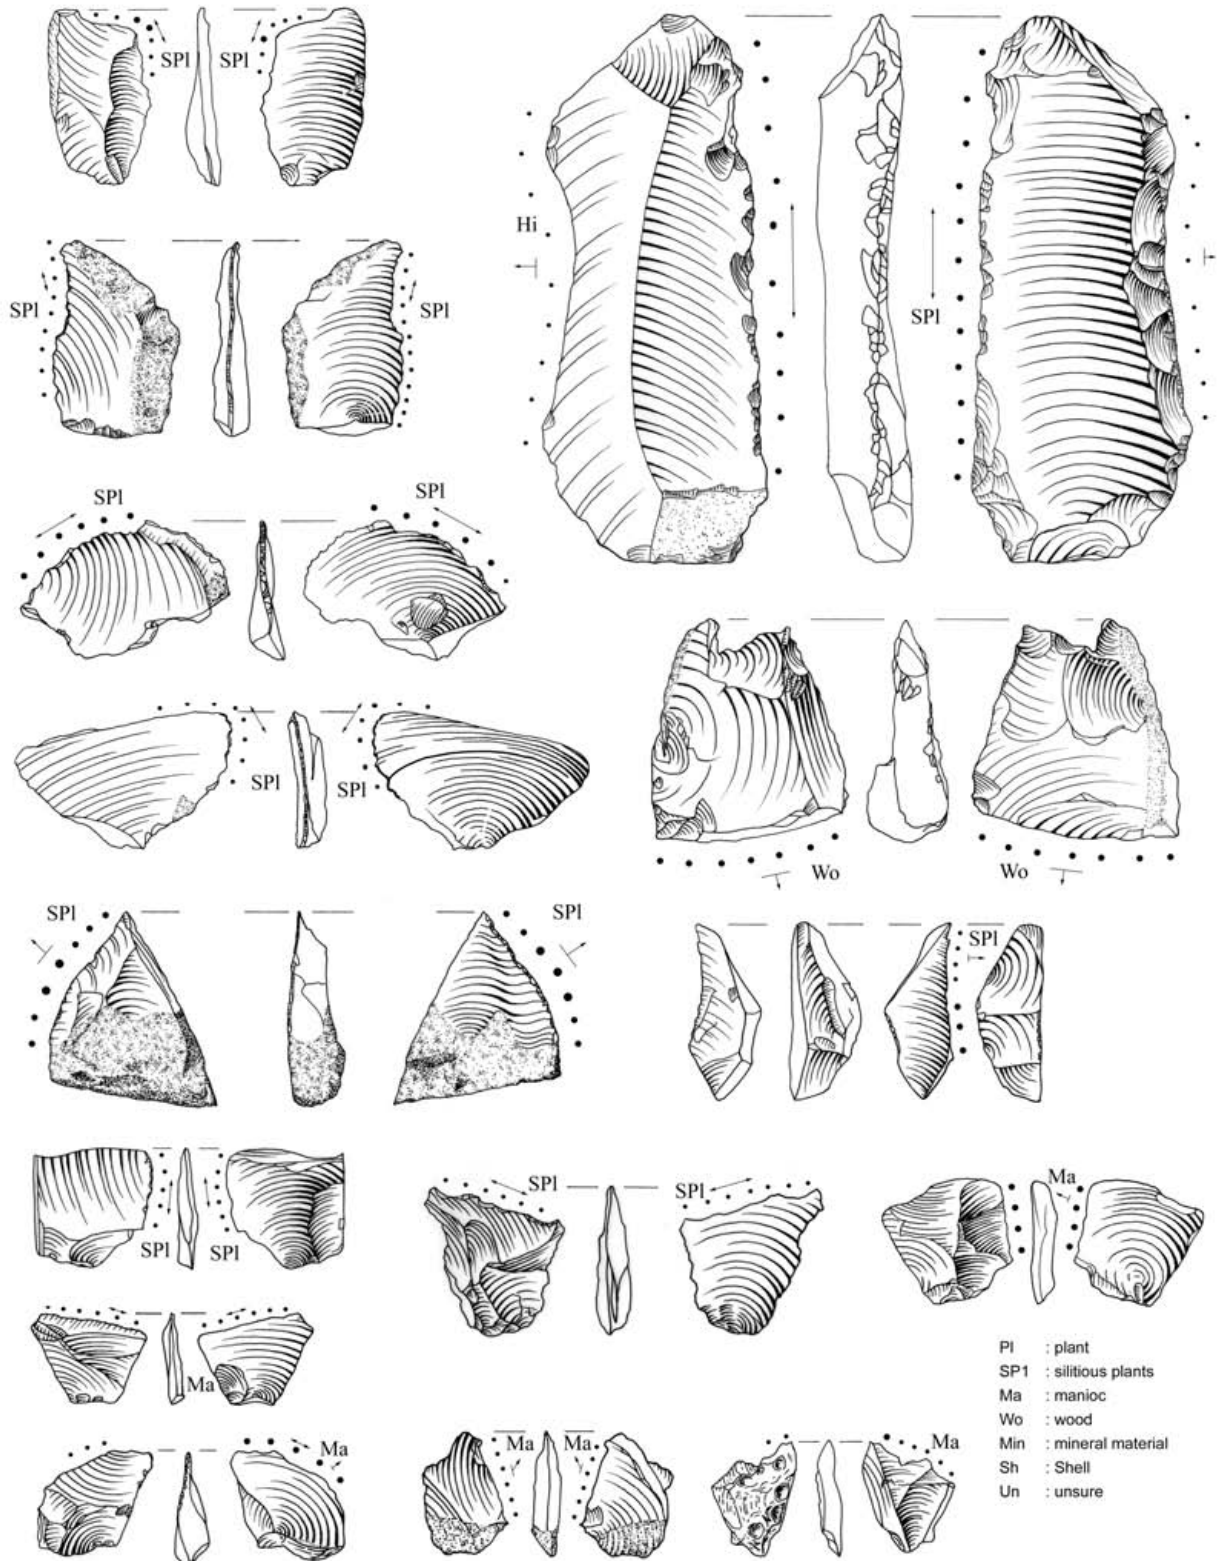 SPl SPl
Hi
SPl SPl
SPl
SPl SPl
SPl SPl
Wo Wo
SPl SPl
SPl
SPl SPl
SPl SPl
Ma
Ma
Ma
Ma Ma
Ma
Pl : plant
SP1 : silitious plants
Ma : manioc
Wo : wood
Min : mineral material
Sh : Shell
Un : unsure